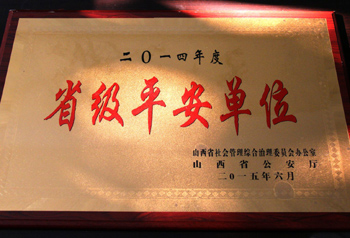 二〇一四年度
省级平安单位
山西省社会管理综合治理委员会办公室
山西省公安厅
二〇一五年六月